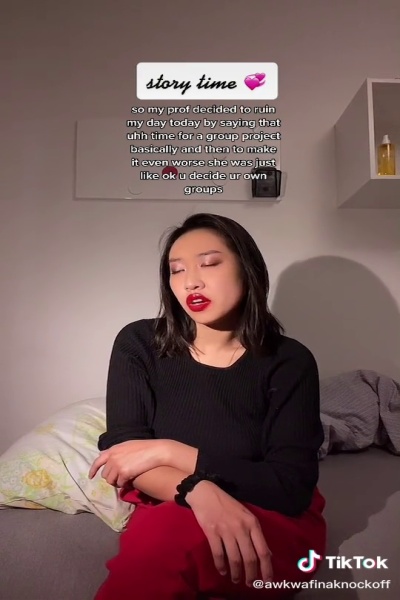 story time 💞
so my prof decided to ruin
my day today by saying that
uhh time for a group project
basically and then to make
it even worse she was just
like ok u decide ur own
groups
TikTok
@awkwafinaknockoff